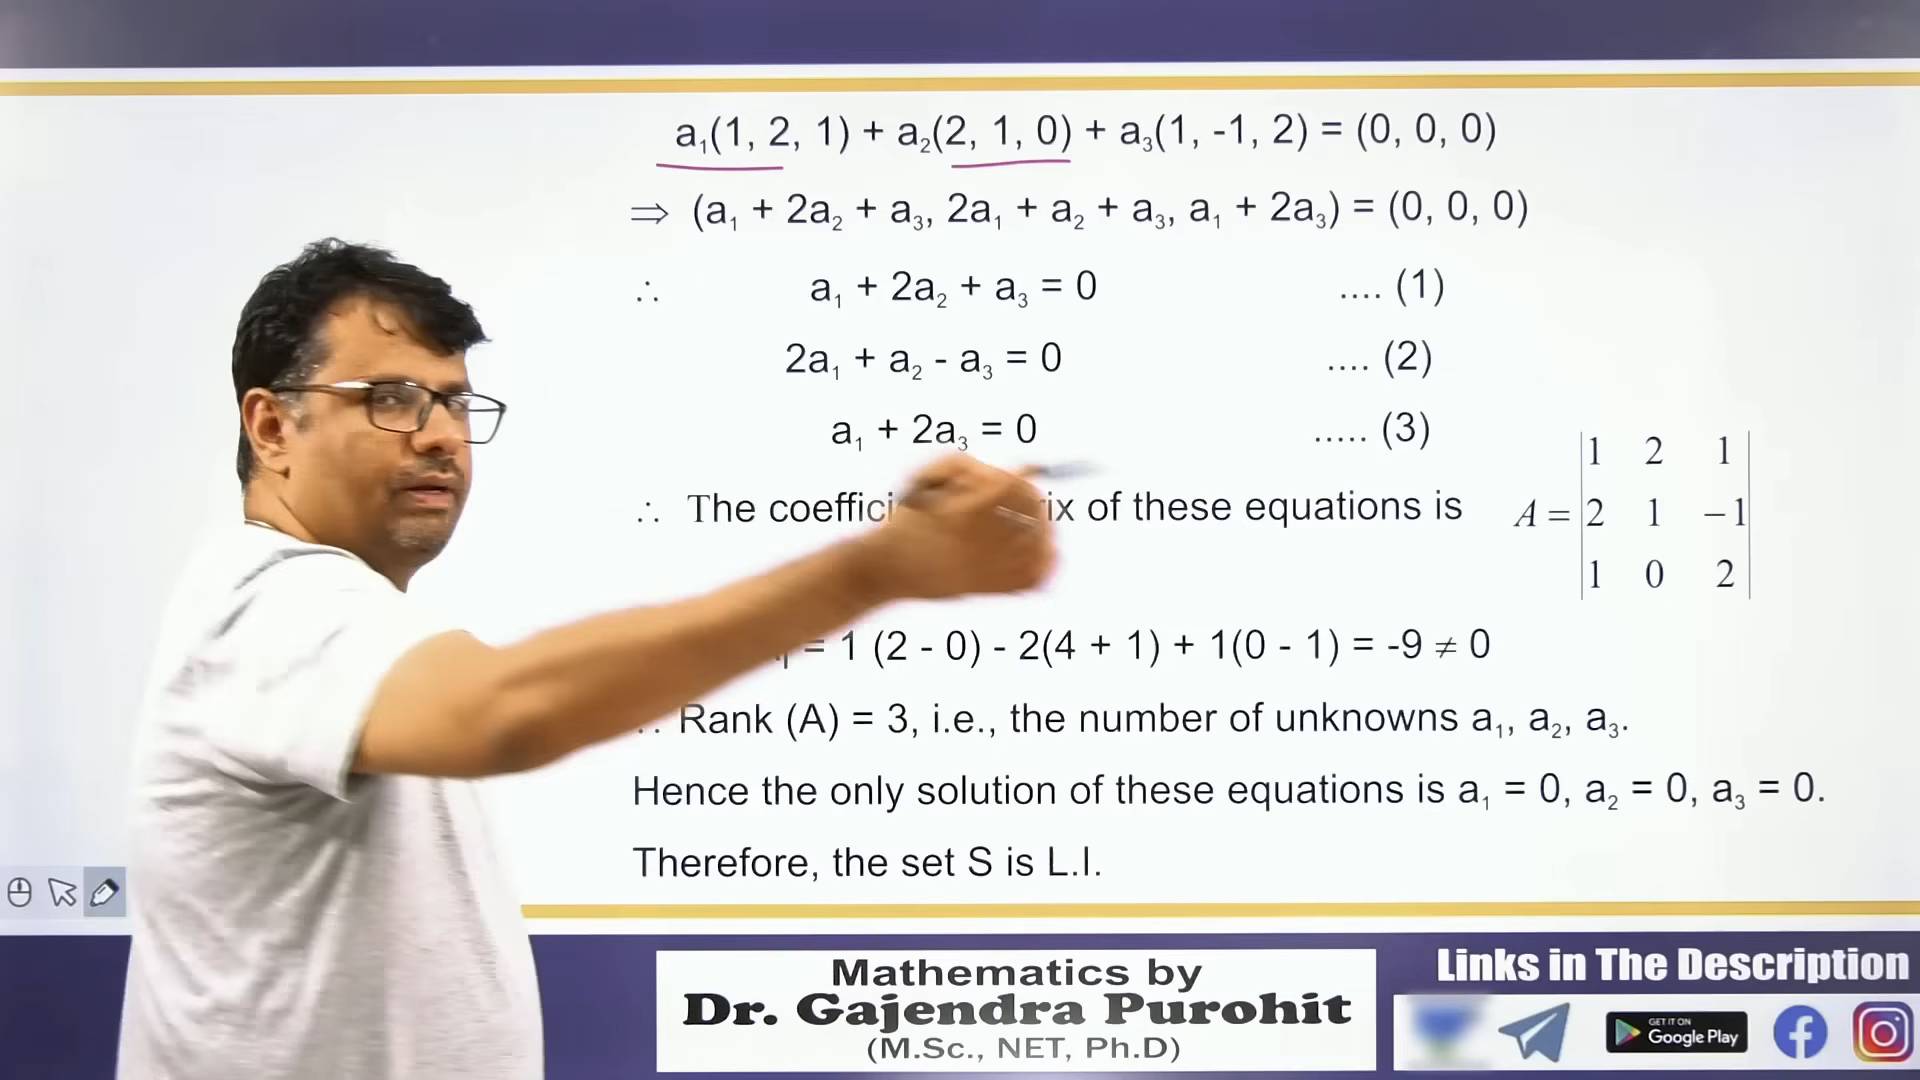 a₁(1, 2, 1) + a₂(2, 1, 0) + a₃(1, -1, 2) = (0, 0, 0)
⇒ (a₁ + 2a₂ + a₃, 2a₁ + a₂ + a₃, a₁ + 2a₃) = (0, 0, 0)
∴ a₁ + 2a₂ + a₃ = 0 .... (1)
2a₁ + a₂ - a₃ = 0 .... (2)
a₁ + 2a₃ = 0 ..... (3)
∴ The of these equations is
A = |1 2 1|
|2 1 -1|
|1 0 2|
= 1 (2 - 0) - 2(4 + 1) + 1(0 - 1) = -9 ≠ 0
Rank (A) = 3, i.e., the number of unknowns a₁, a₂, a₃.
Hence the only solution of these equations is a₁ = 0, a₂ = 0, a₃ = 0.
Therefore, the set S is L.I.
Mathematics by
Dr. Gajendra Purohit
(M.Sc., NET, Ph.D)
Links in The Description
GET IT ON
Google Play